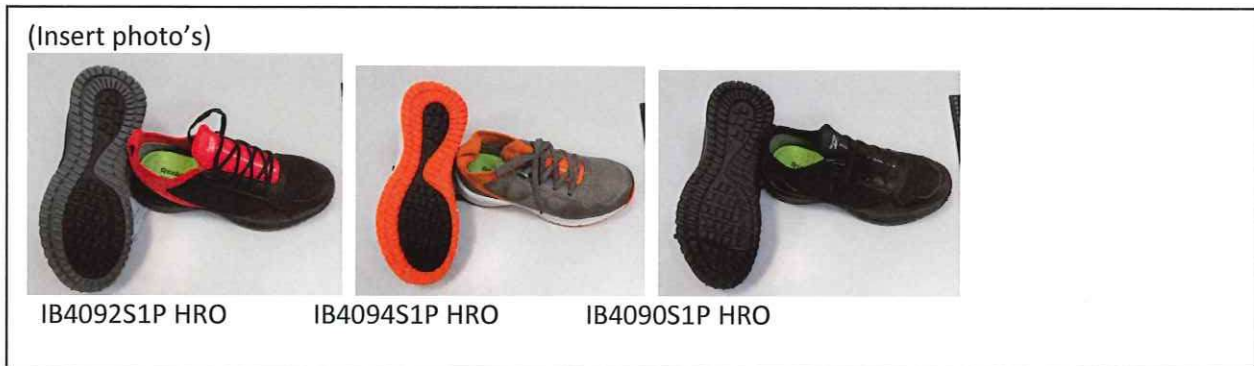 (Insert photo's)
IB4092S1P HRO
IB4094S1P HRO
IB4090S1P HRO